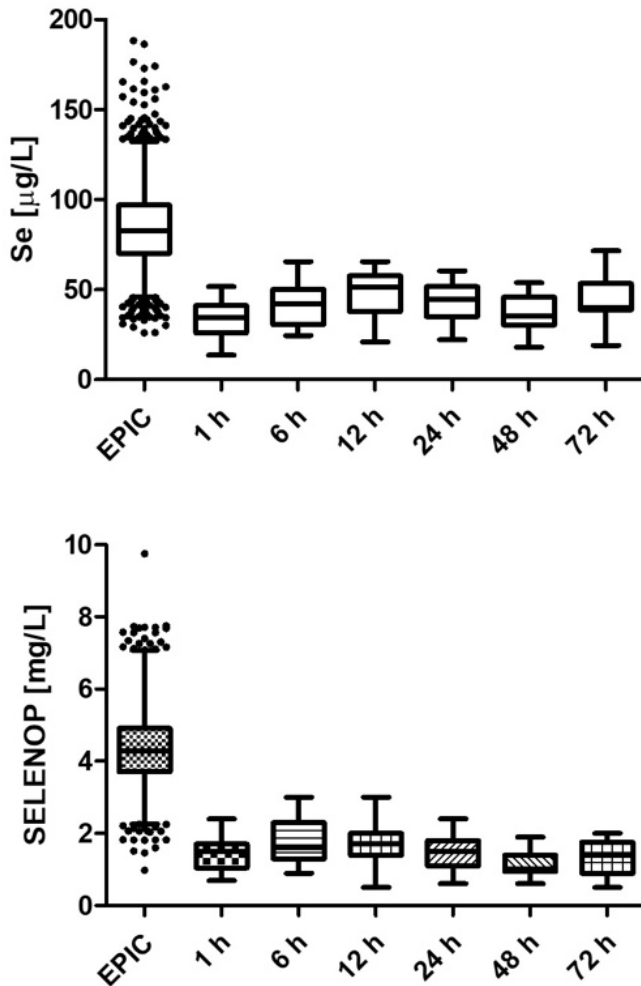 200
150
100
50
0
Se [μg/L]
EPIC
1 h
6 h
12 h
24 h
48 h
72 h
10
8
6
4
2
0
SELENOP [mg/L]
EPIC
1 h
6 h
12 h
24 h
48 h
72 h